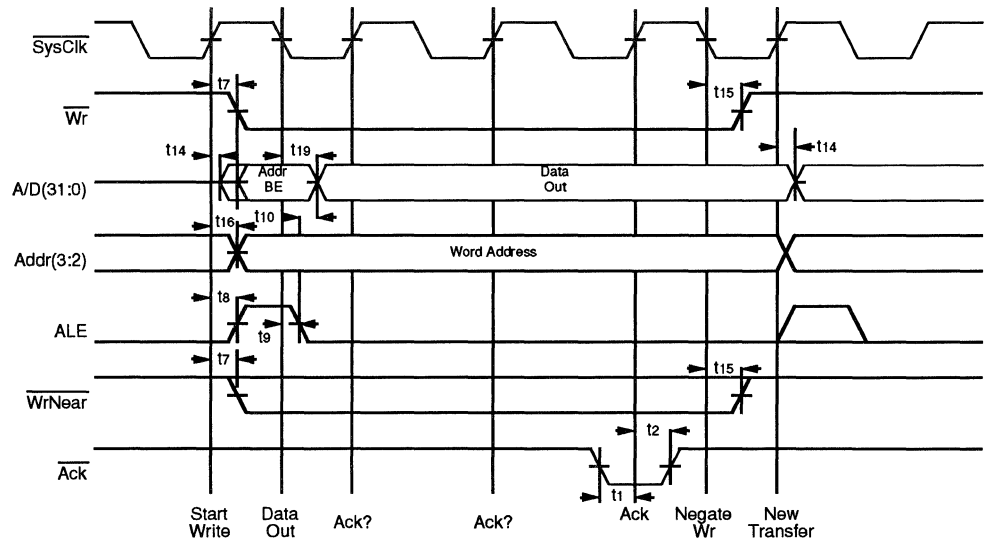 SysClk
t7
t15
Wr
t14
t19
t14
Addr
BE
Data
Out
A/D(31:0)
t16
t10
Addr(3:2)
Word Address
t8
ALE
t9
t7
t15
WrNear
t2
Ack
t1
Start
Write
Data
Out
Ack?
Ack?
Ack
Negate
Wr
New
Transfer